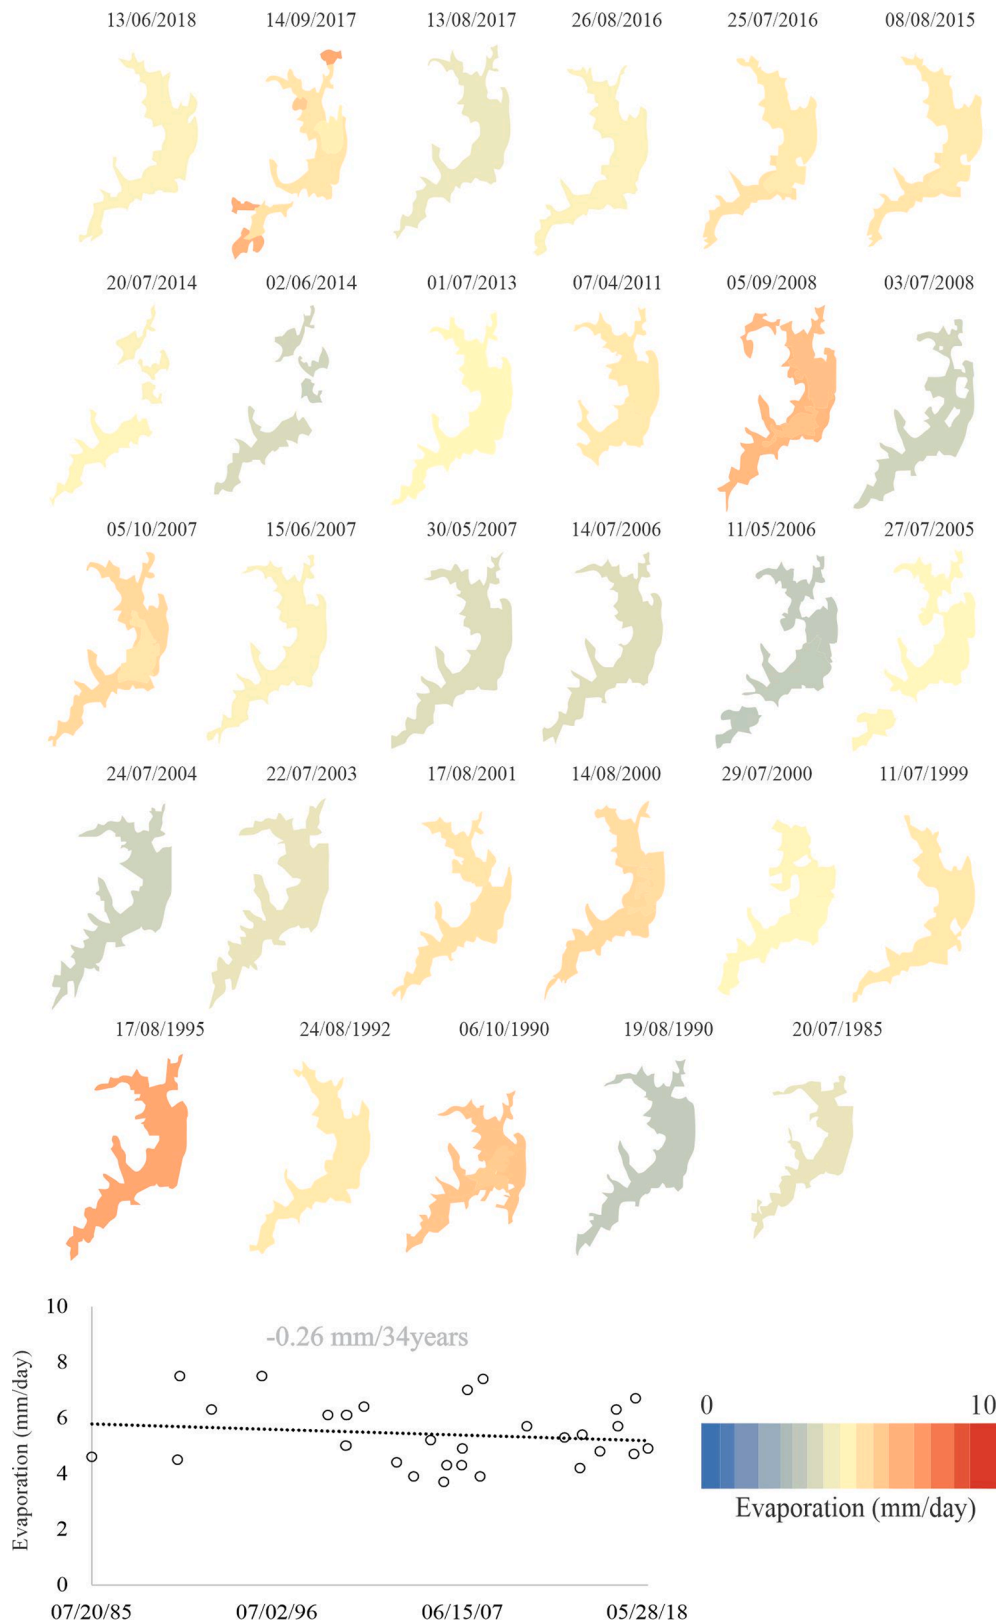 13/06/2018 14/09/2017 13/08/2017 26/08/2016 25/07/2016 08/08/2015
20/07/2014 02/06/2014 01/07/2013 07/04/2011 05/09/2008 03/07/2008
05/10/2007 15/06/2007 30/05/2007 14/07/2006 11/05/2006 27/07/2005
24/07/2004 22/07/2003 17/08/2001 14/08/2000 29/07/2000 11/07/1999
17/08/1995 24/08/1992 06/10/1990 19/08/1990 20/07/1985
Evaporation (mm/day)
10
8
6
4
2
0
-0.26 mm/34years
07/20/85 07/02/96 06/15/07 05/28/18
0 10
Evaporation (mm/day)